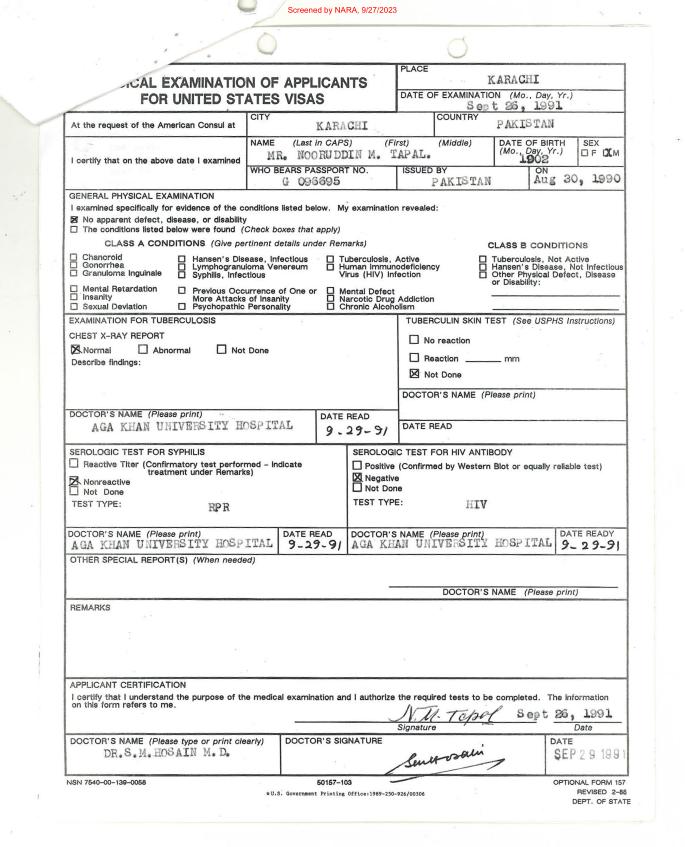 Screened by NARA, 9/27/2023
ICAL EXAMINATION OF APPLICANTS
FOR UNITED STATES VISAS
PLACE
KARACHI
DATE OF EXAMINATION (Mo., Day, Yr.)
Sept 26, 1991
At the request of the American Consul at
CITY
KARACHI
COUNTRY
PAKISTAN
I certify that on the above date I examined
NAME (Last in CAPS) (First) (Middle)
MR. NOORUDDIN M. TAPAL.
DATE OF BIRTH
(Mo., Day, Yr.)
1902
SEX
☐ F ☒ M
WHO BEARS PASSPORT NO.
G 096695
ISSUED BY
PAKISTAN
ON
Aug 30, 1990
GENERAL PHYSICAL EXAMINATION
I examined specifically for evidence of the conditions listed below. My examination revealed:
☒ No apparent defect, disease, or disability
☐ The conditions listed below were found (Check boxes that apply)
CLASS A CONDITIONS (Give pertinent details under Remarks)
☐ Chancroid
☐ Gonorrhea
☐ Granuloma Inguinale
☐ Hansen's Disease, Infectious
☐ Lymphogranuloma Venereum
☐ Syphilis, Infectious
☐ Tuberculosis, Active
☐ Human Immunodeficiency
Virus (HIV) Infection
☐ Mental Retardation
☐ Insanity
☐ Sexual Deviation
☐ Previous Occurrence of One or
More Attacks of Insanity
☐ Psychopathic Personality
☐ Mental Defect
☐ Narcotic Drug Addiction
☐ Chronic Alcoholism
CLASS B CONDITIONS
☐ Tuberculosis, Not Active
☐ Hansen's Disease, Not Infectious
☐ Other Physical Defect, Disease
or Disability:
EXAMINATION FOR TUBERCULOSIS
CHEST X-RAY REPORT
☒ Normal ☐ Abnormal ☐ Not Done
Describe findings:
DOCTOR'S NAME (Please print)
AGA KHAN UNIVERSITY HOSPITAL
DATE READ
9-29-91
TUBERCULIN SKIN TEST (See USPHS Instructions)
☐ No reaction
☐ Reaction ______ mm
☒ Not Done
DOCTOR'S NAME (Please print)
DATE READ
SEROLOGIC TEST FOR SYPHILIS
☐ Reactive Titer (Confirmatory test performed - indicate
treatment under Remarks)
☒ Nonreactive
☐ Not Done
TEST TYPE: RPR
DOCTOR'S NAME (Please print)
AGA KHAN UNIVERSITY HOSPITAL
DATE READ
9-29-91
SEROLOGIC TEST FOR HIV ANTIBODY
☐ Positive (Confirmed by Western Blot or equally reliable test)
☒ Negative
☐ Not Done
TEST TYPE: HIV
DOCTOR'S NAME (Please print)
AGA KHAN UNIVERSITY HOSPITAL
DATE READY
9-29-91
OTHER SPECIAL REPORT(S) (When needed)
DOCTOR'S NAME (Please print)
REMARKS
APPLICANT CERTIFICATION
I certify that I understand the purpose of the medical examination and I authorize the required tests to be completed. The information
on this form refers to me.
N.M. Tapal Sept 26, 1991
Signature Date
DOCTOR'S NAME (Please type or print clearly)
DR.S.M.HOSAIN M.D.
DOCTOR'S SIGNATURE
SmHosain
DATE
SEP 29 1991
NSN 7540-00-139-0058
50157-103
OPTIONAL FORM 157
☆U.S. Government Printing Office:1989-250-926/00306
REVISED 2-88
DEPT. OF STATE